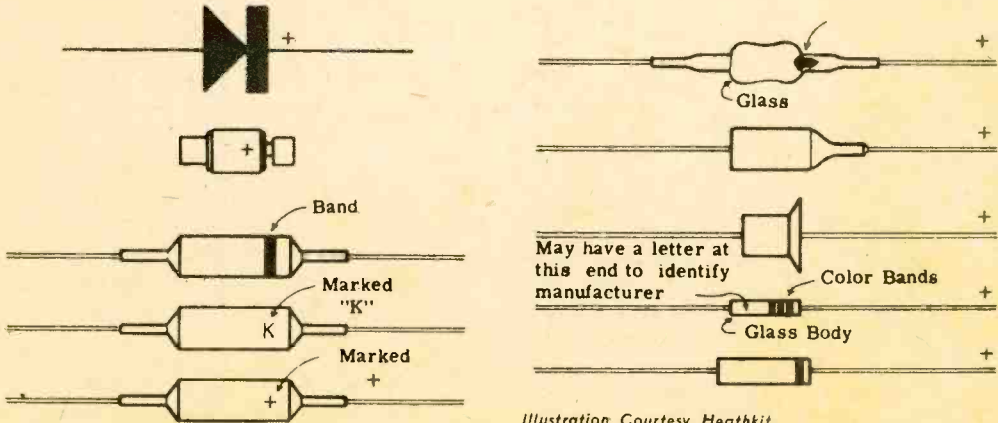 +
+
Band
Marked
"K"
K
Marked
+
+
+
Glass
+
+
May have a letter at
this end to identify
manufacturer
Color Bands
+
Glass Body
+
Illustration Courtesy Heathkit